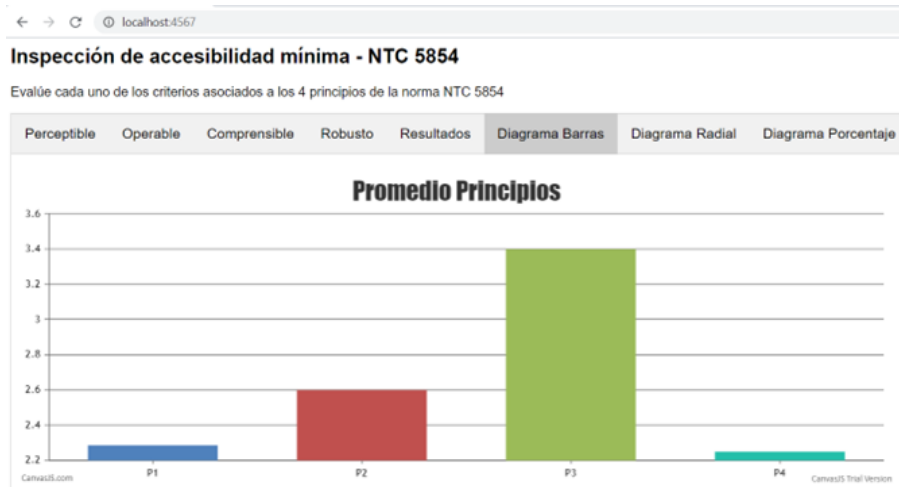 localhost:4567
Inspección de accesibilidad mínima - NTC 5854
Evalúe cada uno de los criterios asociados a los 4 principios de la norma NTC 5854
Perceptible Operable Comprensible Robusto Resultados Diagrama Barras Diagrama Radial Diagrama Porcentaje
Promedio Principios
3.6
3.4
3.2
3
2.8
2.6
2.4
2.2
P1 P2 P3 P4
CanvasJS.com CanvasJS Trial Version